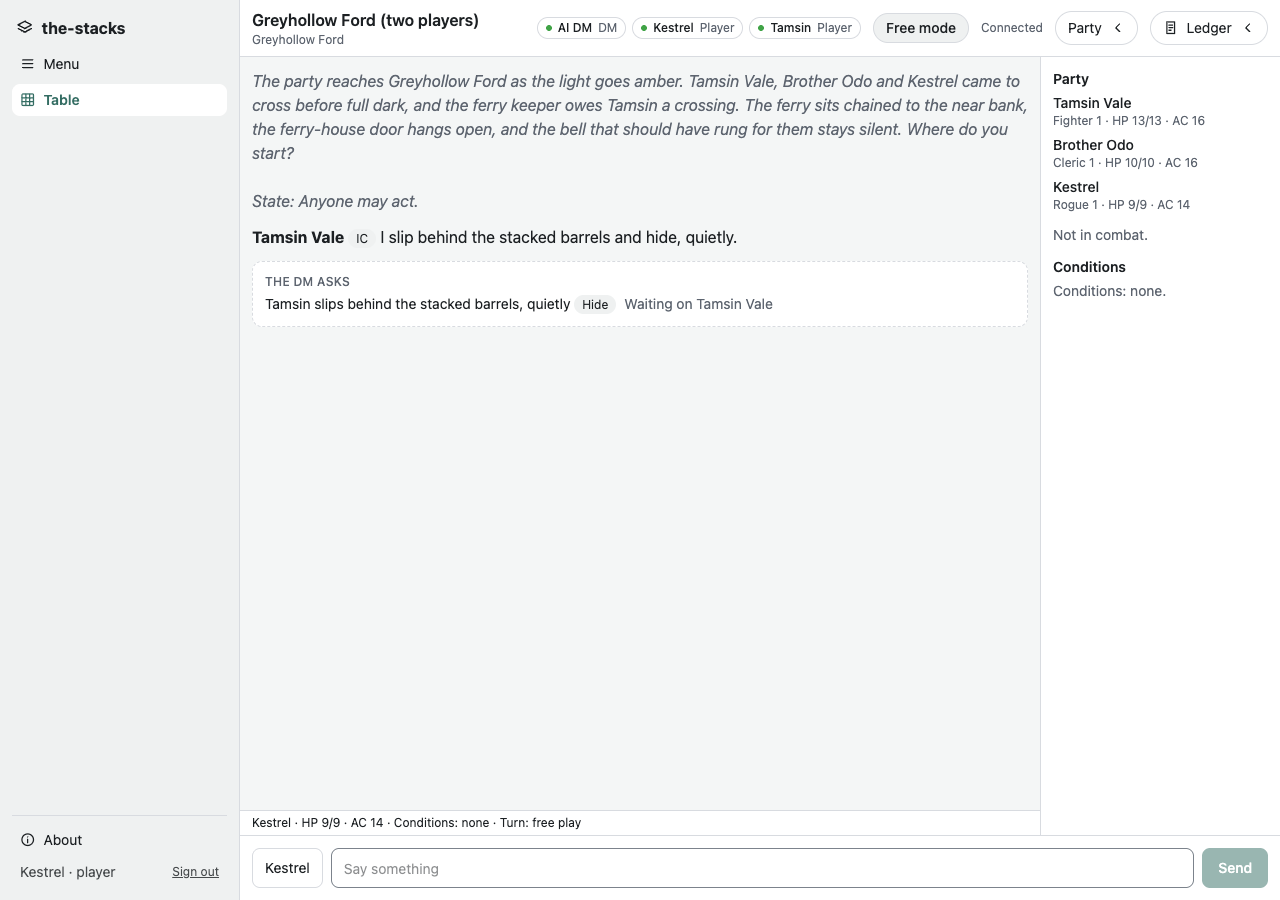 the-stacks
Menu
Table
About
Kestrel · player
Sign out
Greyhollow Ford (two players)
Greyhollow Ford
AI DM DM
Kestrel Player
Tamsin Player
Free mode
Connected
Party
Ledger
The party reaches Greyhollow Ford as the light goes amber. Tamsin Vale, Brother Odo and Kestrel came to
cross before full dark, and the ferry keeper owes Tamsin a crossing. The ferry sits chained to the near bank,
the ferry-house door hangs open, and the bell that should have rung for them stays silent. Where do you
start?
State: Anyone may act.
Tamsin Vale IC I slip behind the stacked barrels and hide, quietly.
THE DM ASKS
Tamsin slips behind the stacked barrels, quietly Hide Waiting on Tamsin Vale
Kestrel · HP 9/9 · AC 14 · Conditions: none · Turn: free play
Kestrel
Say something
Send
Party
Tamsin Vale
Fighter 1 · HP 13/13 · AC 16
Brother Odo
Cleric 1 · HP 10/10 · AC 16
Kestrel
Rogue 1 · HP 9/9 · AC 14
Not in combat.
Conditions
Conditions: none.